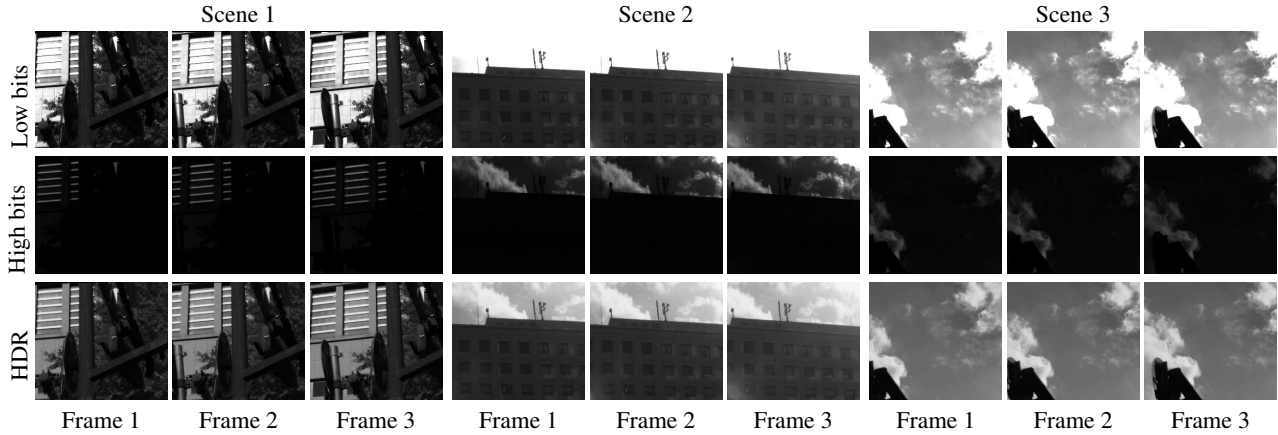 Scene 1
Scene 2
Scene 3
Low bits
High bits
HDR
Frame 1
Frame 2
Frame 3
Frame 1
Frame 2
Frame 3
Frame 1
Frame 2
Frame 3